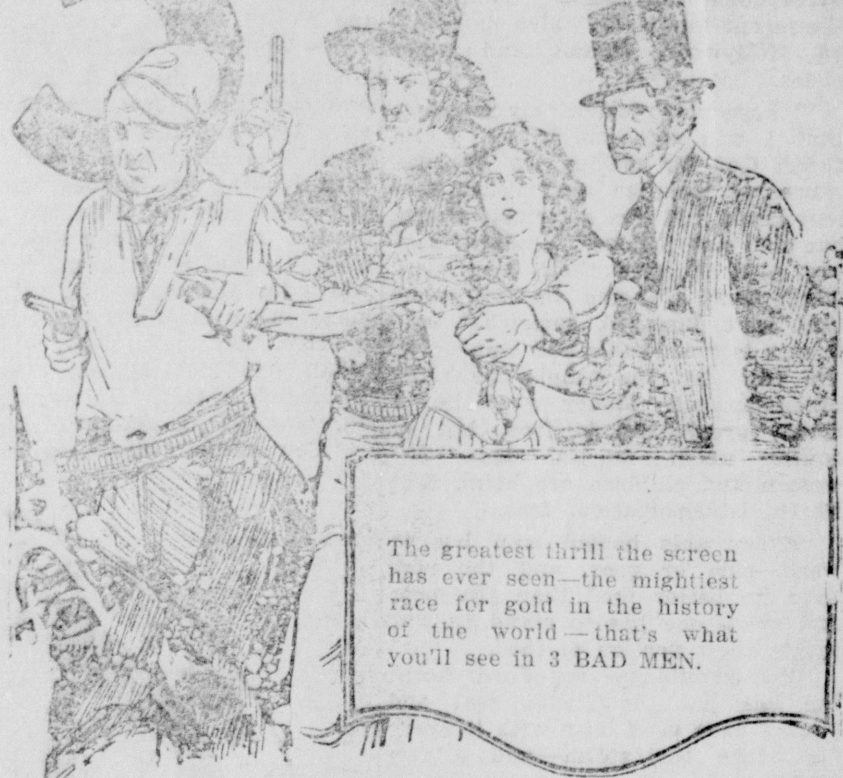 The greatest thrill the screen
has ever seen—the mightiest
race for gold in the history
of the world—that's what
you'll see in 3 BAD MEN.